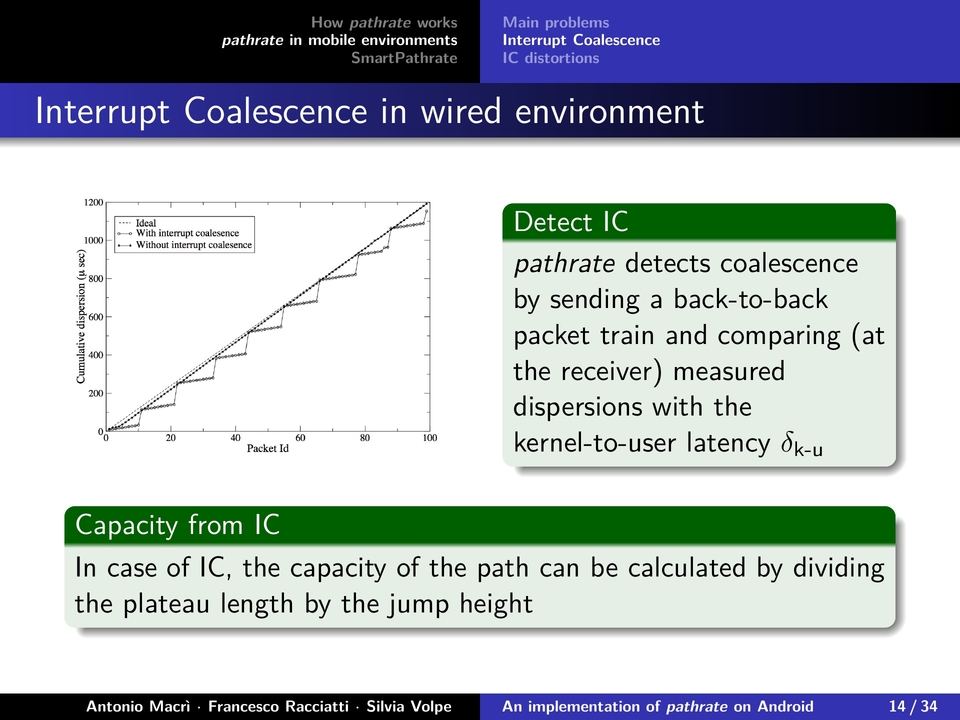 How pathrate works
pathrate in mobile environments
SmartPathrate
Main problems
Interrupt Coalescence
IC distortions
Interrupt Coalescence in wired environment
1200
1000
800
600
400
200
0
0 20 40 60 80 100
Cumulative dispersion (μ sec)
Packet Id
Ideal
With interrupt coalesence
Without interrupt coalesence
Detect IC
pathrate detects coalescence
by sending a back-to-back
packet train and comparing (at
the receiver) measured
dispersions with the
kernel-to-user latency δk-u
Capacity from IC
In case of IC, the capacity of the path can be calculated by dividing
the plateau length by the jump height
Antonio Macrì · Francesco Racciatti · Silvia Volpe
An implementation of pathrate on Android
14 / 34